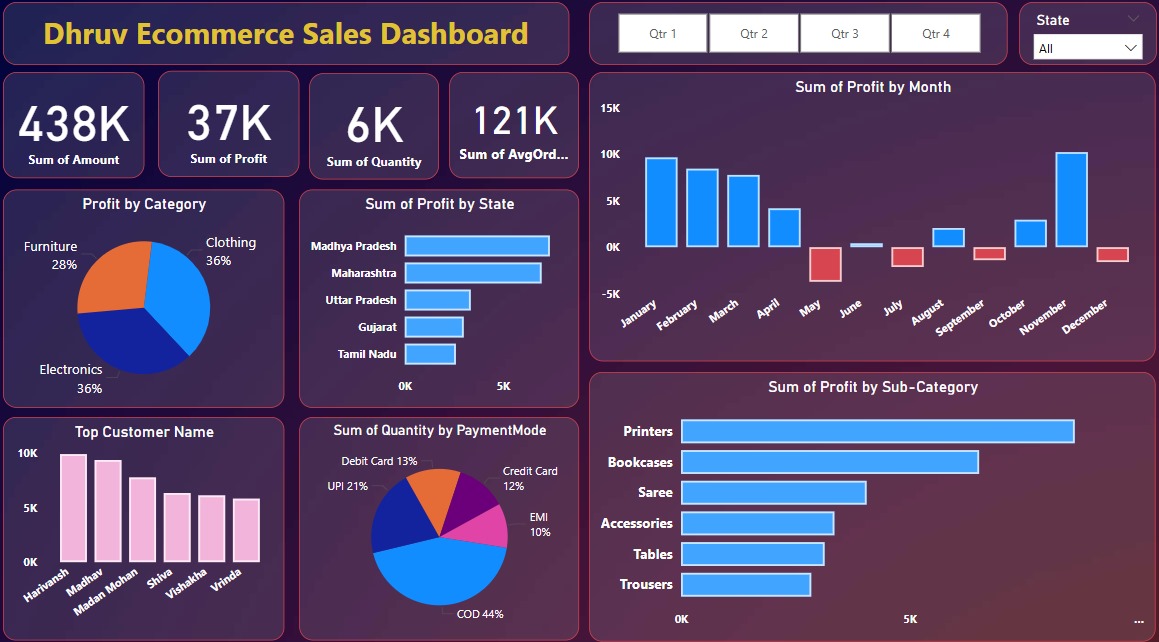 Dhruv Ecommerce Sales Dashboard
Qtr 1
Qtr 2
Qtr 3
Qtr 4
State
All
438K
Sum of Amount
37K
Sum of Profit
6K
Sum of Quantity
121K
Sum of AvgOrd...
Profit by Category
Furniture
28%
Clothing
36%
Electronics
36%
Sum of Profit by State
Madhya Pradesh
Maharashtra
Uttar Pradesh
Gujarat
Tamil Nadu
0K
5K
Sum of Profit by Month
15K
10K
5K
0K
-5K
January
February
March
April
May
June
July
August
September
October
November
December
Top Customer Name
10K
5K
0K
Harivansh
Madhav
Madan Mohan
Shiva
Vishakha
Vrinda
Sum of Quantity by PaymentMode
Debit Card 13%
Credit Card
12%
UPI 21%
EMI
10%
COD 44%
Sum of Profit by Sub-Category
Printers
Bookcases
Saree
Accessories
Tables
Trousers
0K
5K
...